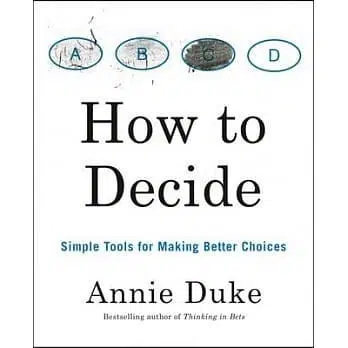 A B C D
How to
Decide
Simple Tools for Making Better Choices
Annie Duke
Bestselling author of Thinking in Bets